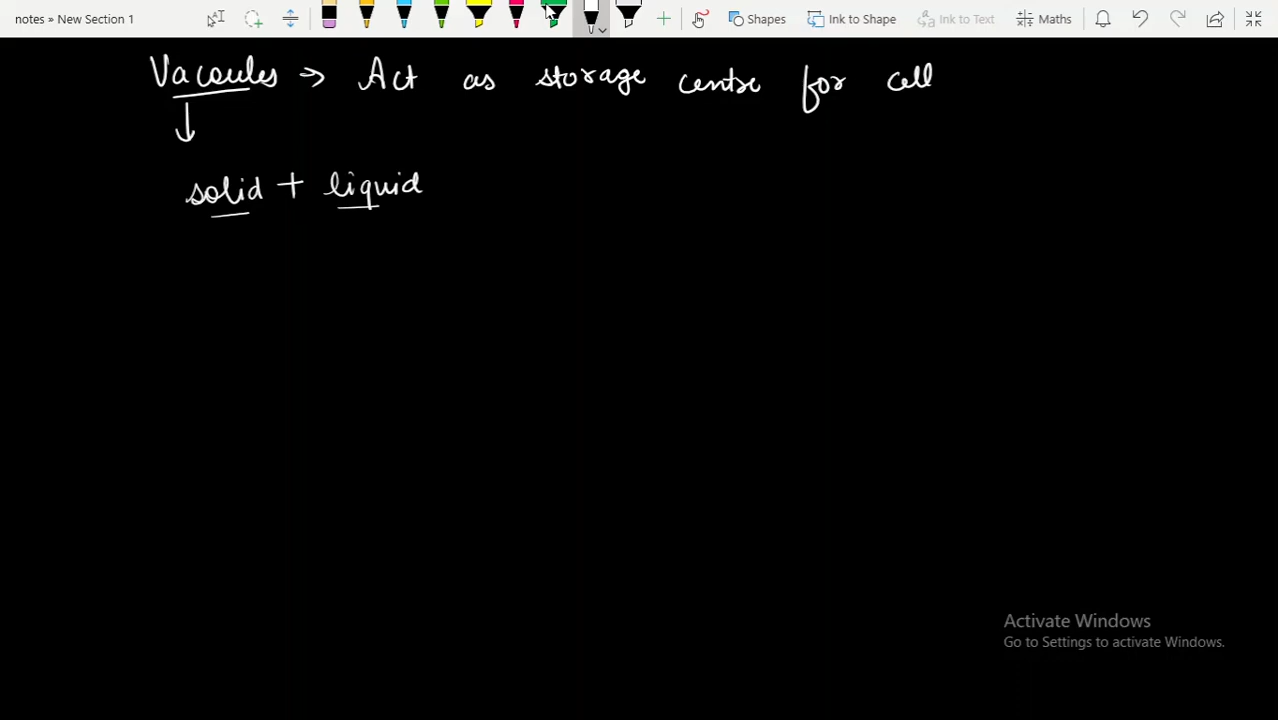 notes » New Section 1 Shapes Ink to Shape Ink to Text Maths
Vacoules → Act as storage centre for cell
↓
solid + liquid
Activate Windows
Go to Settings to activate Windows.